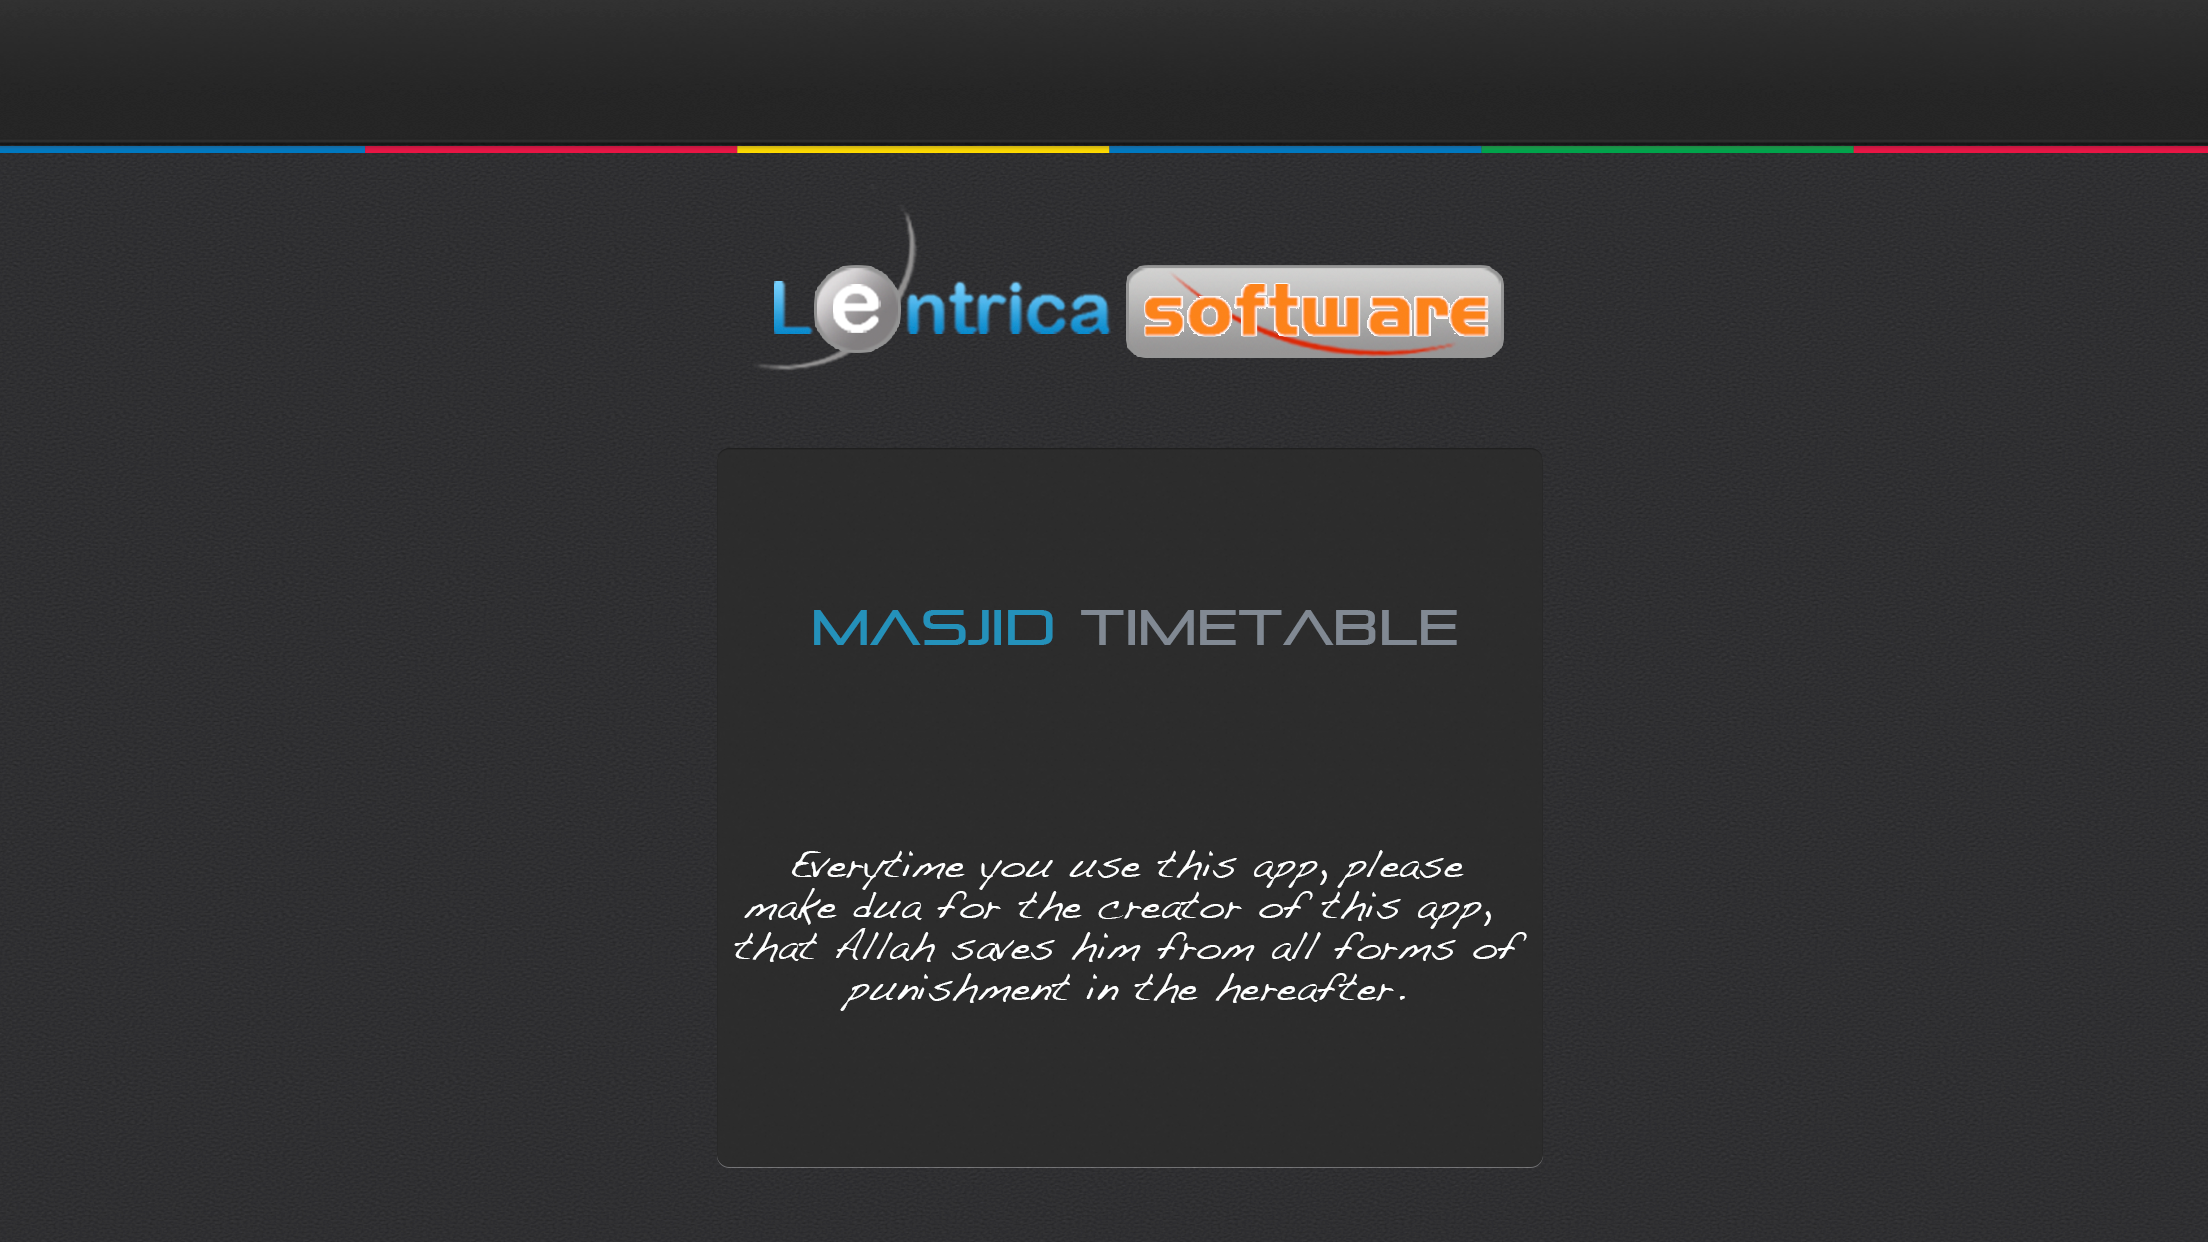 Lentrica software
MASJID TIMETABLE
Everytime you use this app, please
make dua for the creator of this app,
that Allah saves him from all forms of
punishment in the hereafter.